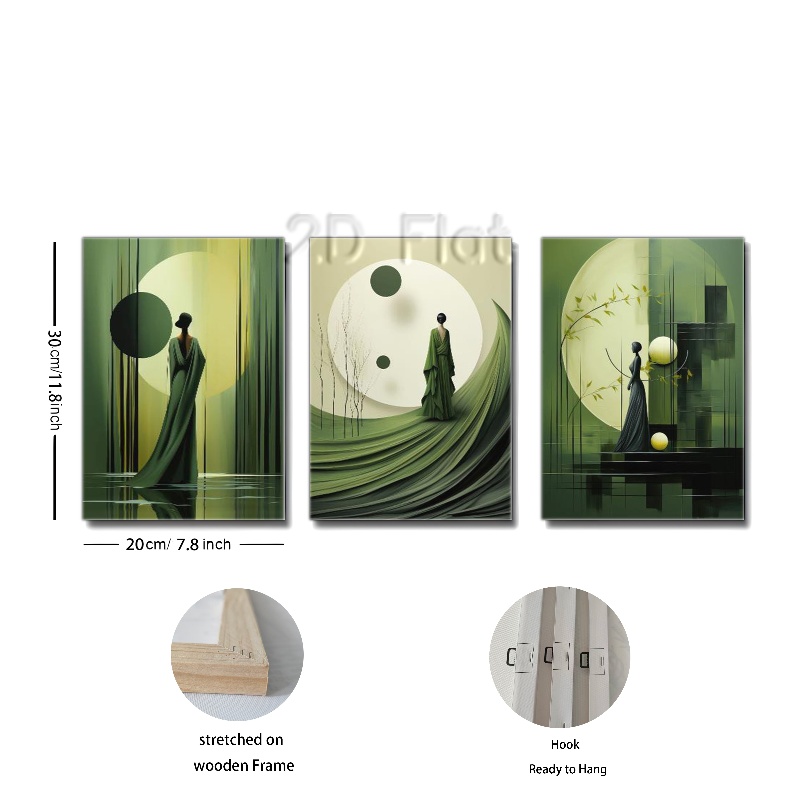 2D Flat
30cm/11.8inch
20cm/ 7.8 inch
stretched on
wooden Frame
Hook
Ready to Hang